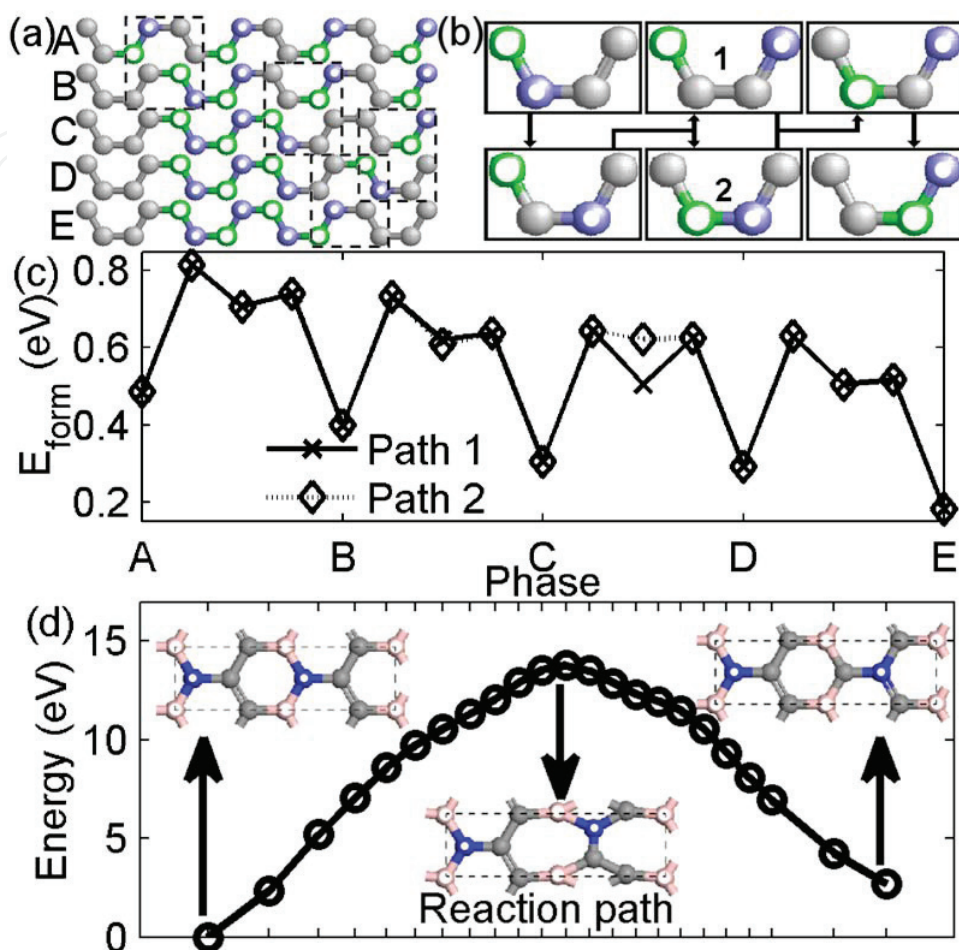 (a)
A
B
C
D
E
(b)
1
2
(c)
E_form (eV)
0.8
0.6
0.4
0.2
Path 1
Path 2
A
B
C
D
E
Phase
(d)
Energy (eV)
15
10
5
0
Reaction path